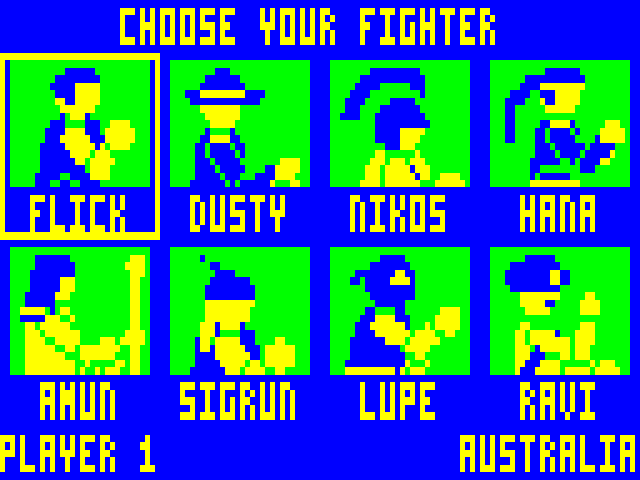 CHOOSE YOUR FIGHTER
FLICK DUSTY NIKOS HANA
AMUN SIGRUN LUPE RAVI
PLAYER 1 AUSTRALIA